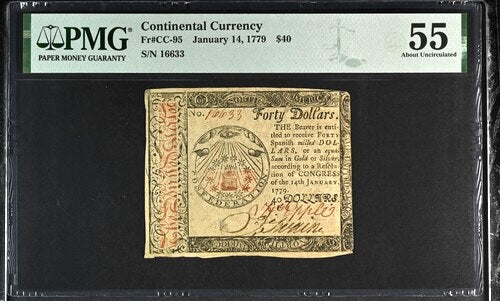 PMG
PAPER MONEY GUARANTY
Continental Currency
Fr#CC-95 January 14, 1779 $40
S/N 16633
55
About Uncirculated
No. 16633
Forty Dollars.
THE Bearer is enti-
tled to receive FORTY
Spanish milled DOL-
LARS, or an equal
Sum in Gold or Silver,
according to a Resolu-
tion of CONGRESS
of the 14th JANUARY,
1779.
40 DOLLARS.
CONFEDERATION